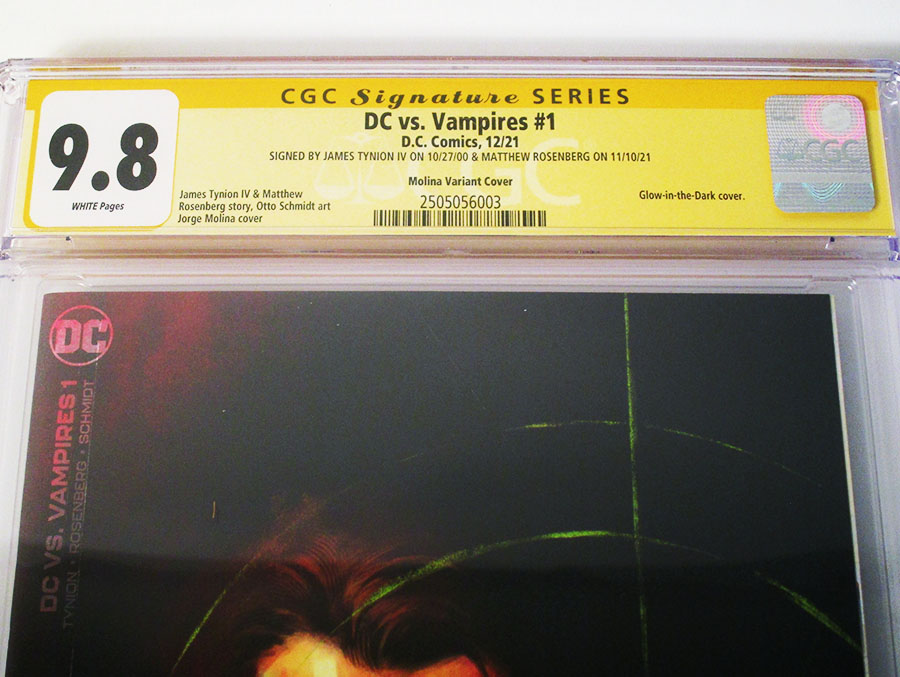 CGC Signature SERIES
DC vs. Vampires #1
D.C. Comics, 12/21
SIGNED BY JAMES TYNION IV ON 10/27/00 & MATTHEW ROSENBERG ON 11/10/21
9.8
WHITE Pages
James Tynion IV & Matthew
Rosenberg story, Otto Schmidt art
Jorge Molina cover
Molina Variant Cover
2505056003
Glow-in-the-Dark cover.
CGC
CGC
DC
DC VS. VAMPIRES 1
TYNION • ROSENBERG • SCHMIDT